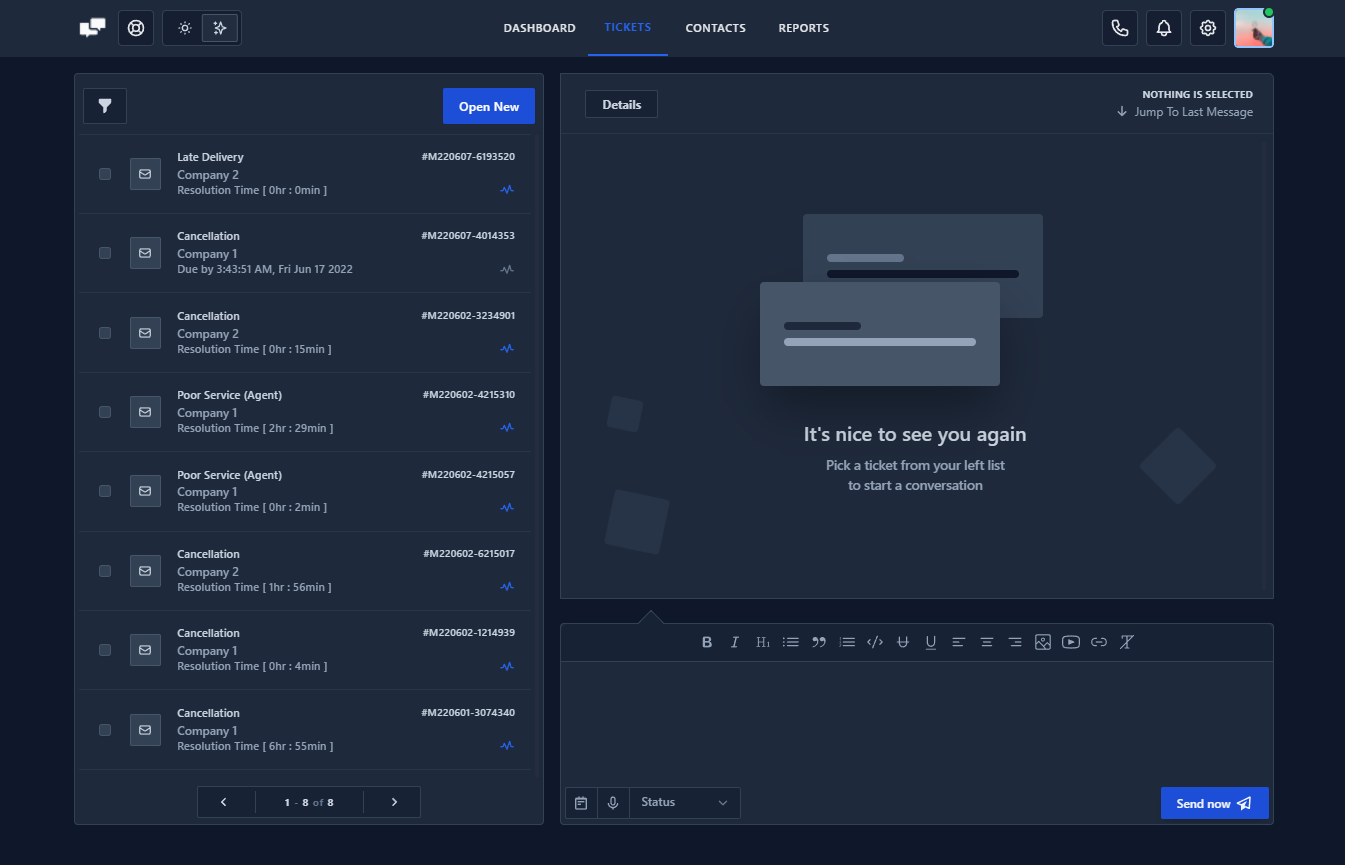 DASHBOARD
TICKETS
CONTACTS
REPORTS
Open New
Late Delivery
#M220607-6193520
Company 2
Resolution Time [ 0hr : 0min ]
Cancellation
#M220607-4014353
Company 1
Due by 3:43:51 AM, Fri Jun 17 2022
Cancellation
#M220602-3234901
Company 2
Resolution Time [ 0hr : 15min ]
Poor Service (Agent)
#M220602-4215310
Company 1
Resolution Time [ 2hr : 29min ]
Poor Service (Agent)
#M220602-4215057
Company 1
Resolution Time [ 0hr : 2min ]
Cancellation
#M220602-6215017
Company 2
Resolution Time [ 1hr : 56min ]
Cancellation
#M220602-1214939
Company 1
Resolution Time [ 0hr : 4min ]
Cancellation
#M220601-3074340
Company 1
Resolution Time [ 6hr : 55min ]
1 - 8 of 8
Details
NOTHING IS SELECTED
Jump To Last Message
It's nice to see you again
Pick a ticket from your left list
to start a conversation
B I H1 U
Status
Send now